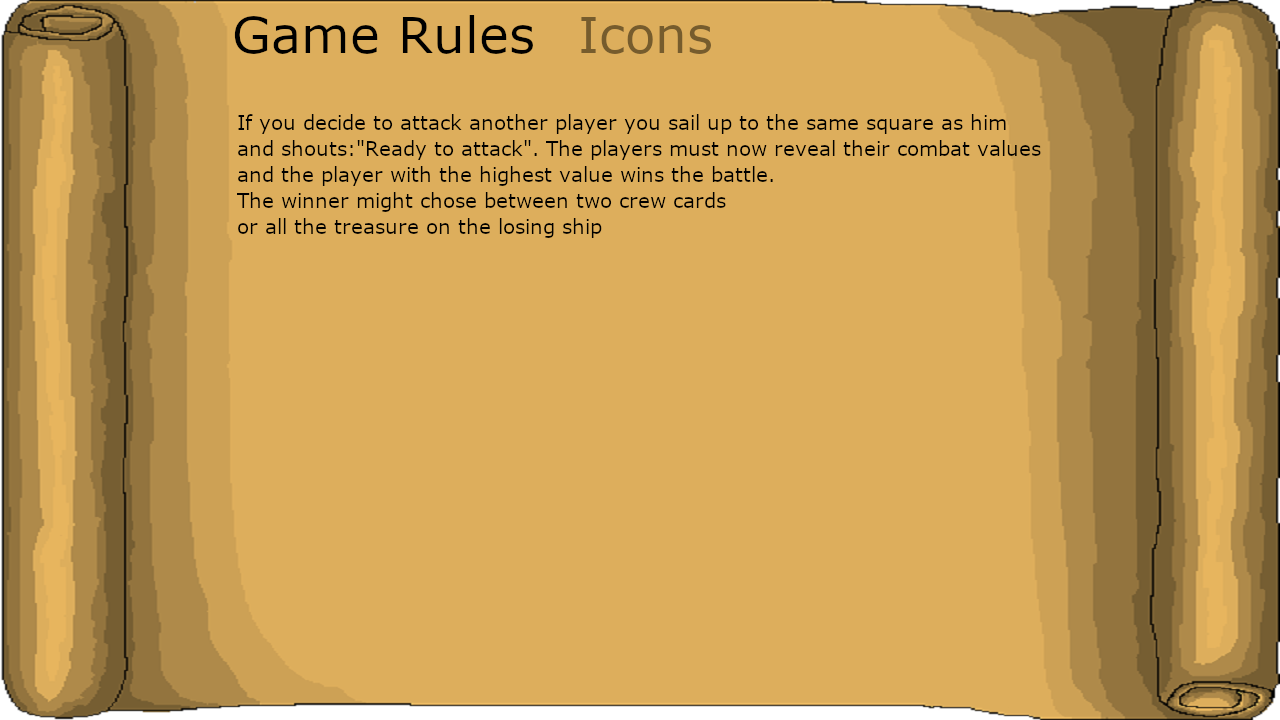 Game Rules Icons
If you decide to attack another player you sail up to the same square as him
and shouts:"Ready to attack". The players must now reveal their combat values
and the player with the highest value wins the battle.
The winner might chose between two crew cards
or all the treasure on the losing ship